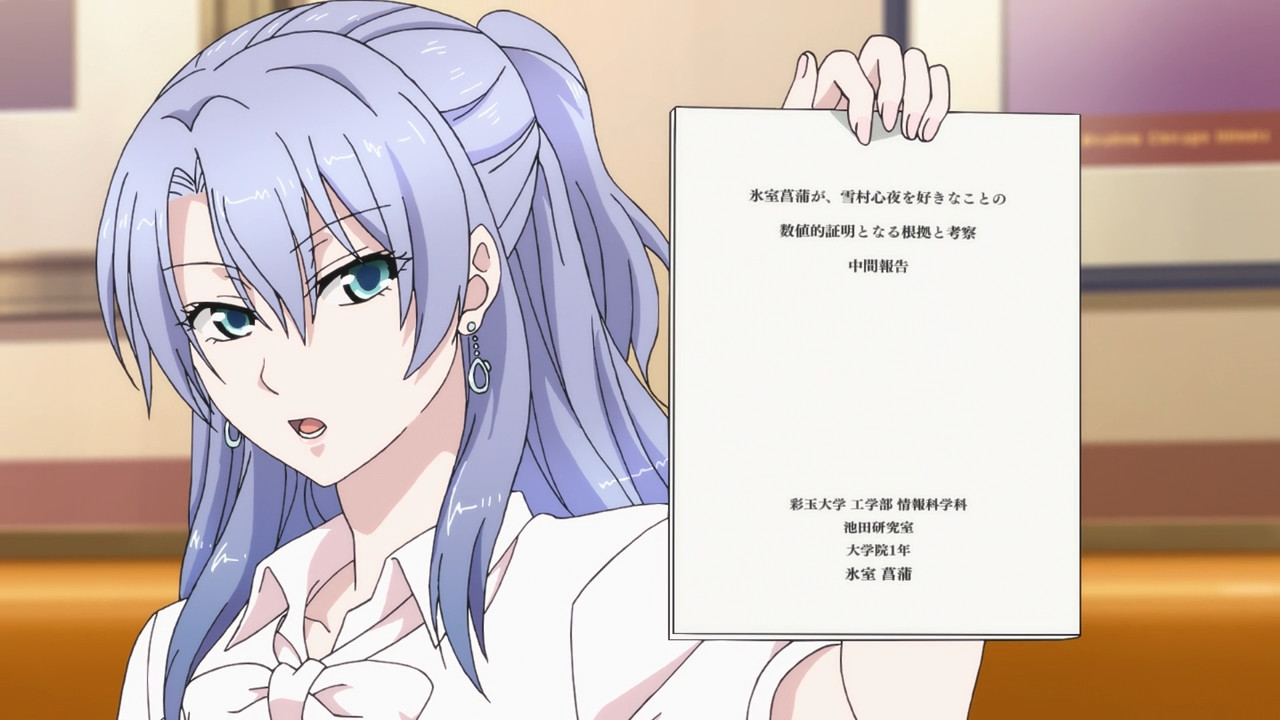 氷室菖蒲が、雪村心夜を好きなことの
数値的証明となる根拠と考察
中間報告
彩玉大学 工学部 情報科学科
池田研究室
大学院1年
氷室 菖蒲